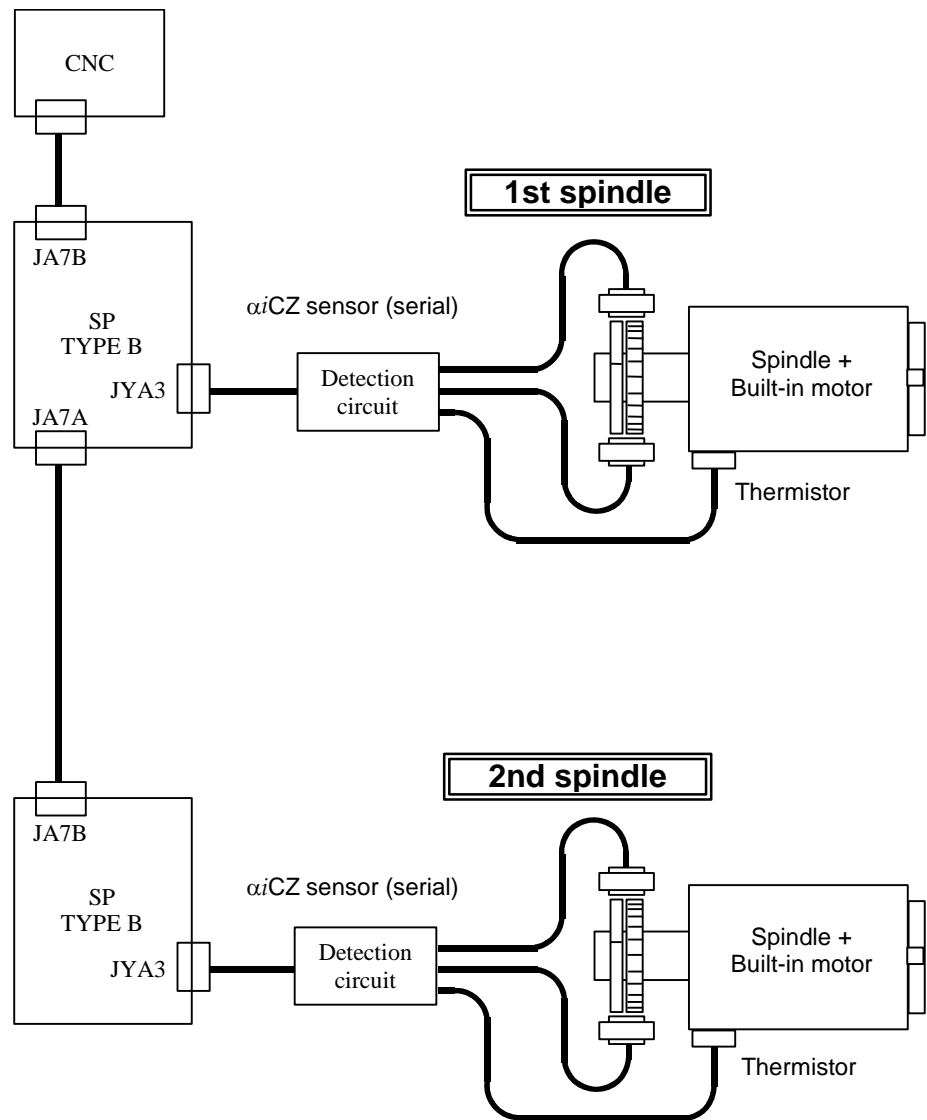 CNC
1st spindle
JA7B
αiCZ sensor (serial)
SP
TYPE B
Spindle +
Built-in motor
JYA3
Detection
circuit
JA7A
Thermistor
2nd spindle
JA7B
αiCZ sensor (serial)
SP
TYPE B
Spindle +
Built-in motor
JYA3
Detection
circuit
Thermistor